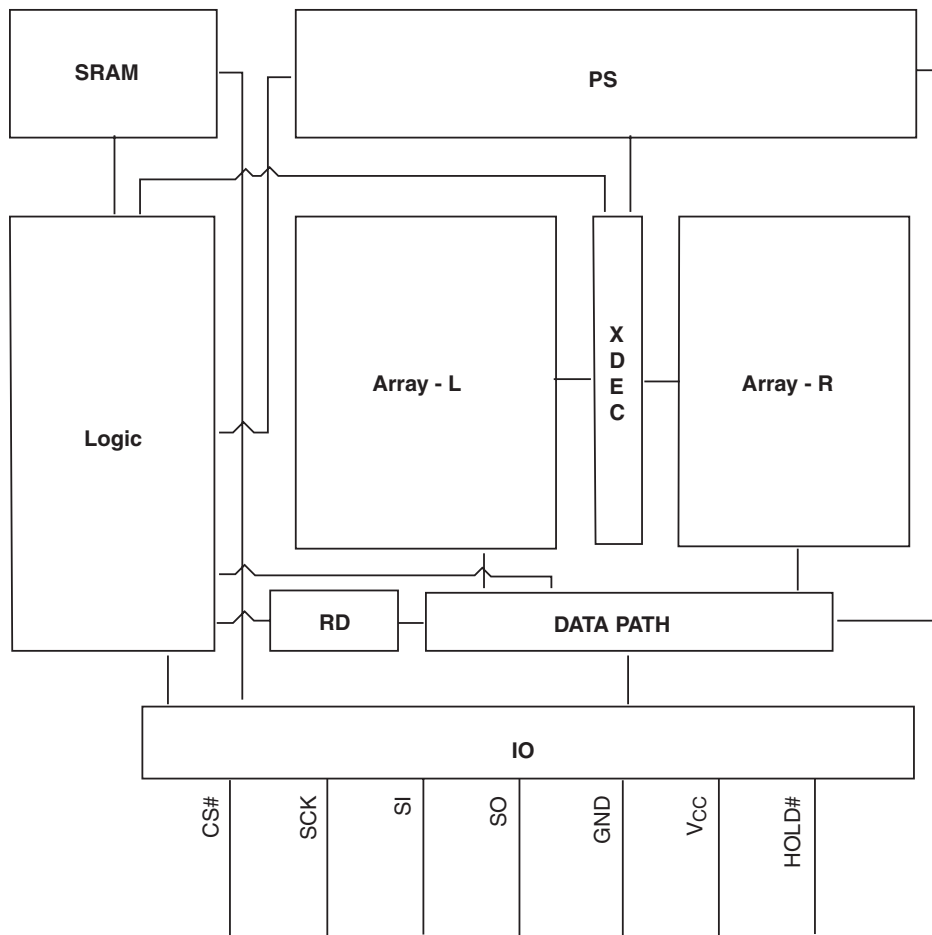 SRAM
PS
Array - L
X
D
E
C
Array - R
Logic
RD
DATA PATH
IO
CS#
SCK
SI
SO
GND
VCC
HOLD#